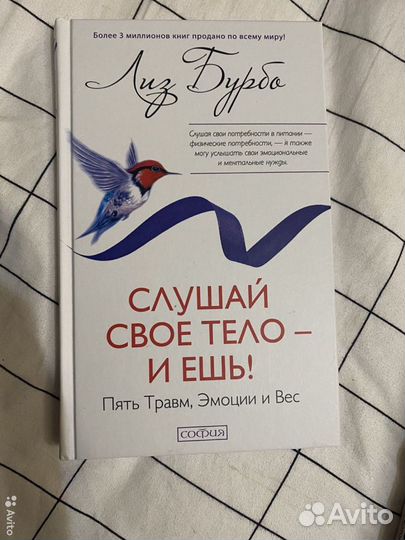 Более 3 миллионов книг продано по всему миру!
Лиз Бурбо
Слушая свои потребности в питании —
физические потребности, — я также
могу услышать свои эмоциональные
и ментальные нужды.
СЛУШАЙ
СВОЕ ТЕЛО –
И ЕШЬ!
Пять Травм, Эмоции и Вес
СОФИЯ
Avito
Avito